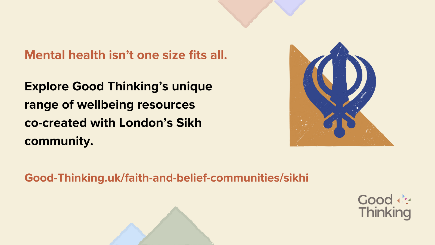 Mental health isn't one size fits all.
Explore Good Thinking's unique
range of wellbeing resources
co-created with London's Sikh
community.
Good-Thinking.uk/faith-and-belief-communities/sikhi
Good
Thinking